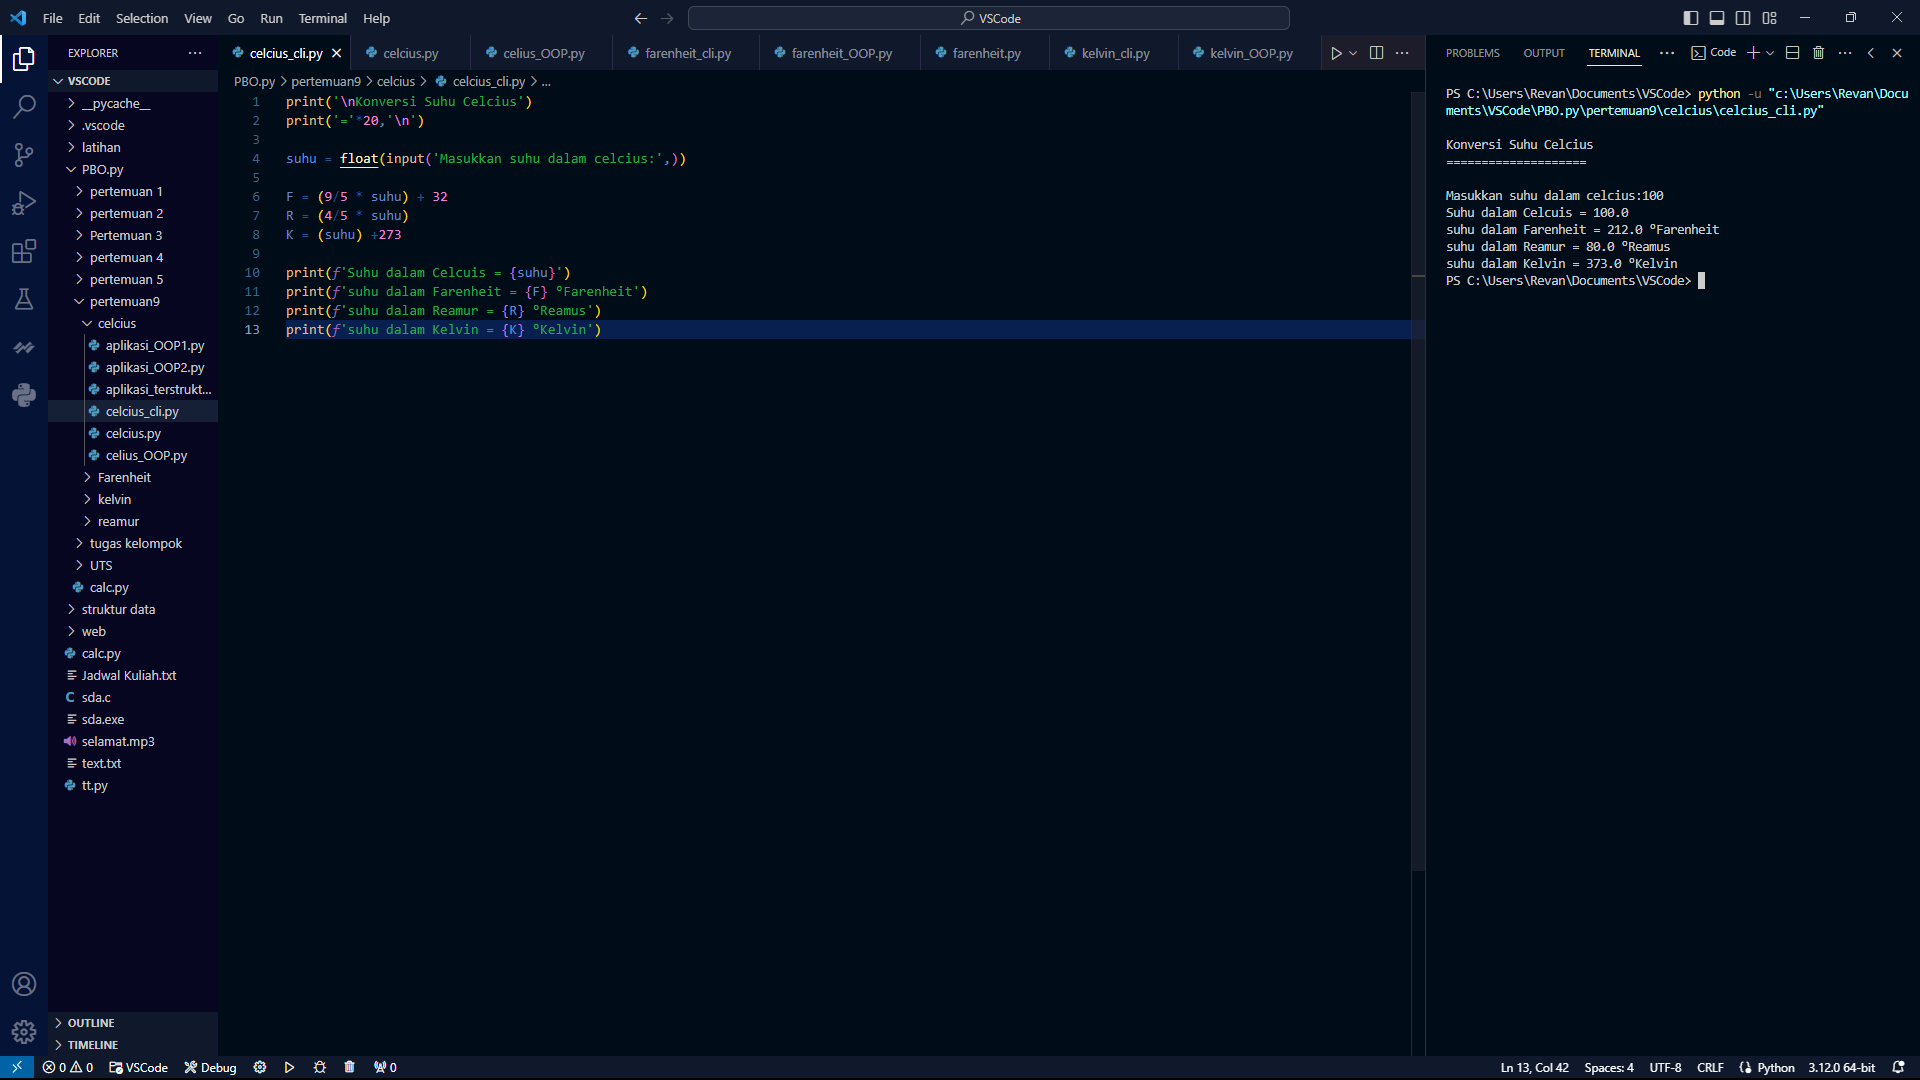 File Edit Selection View Go Run Terminal Help
VSCode
EXPLORER
VSCODE
__pycache__
.vscode
latihan
PBO.py
pertemuan 1
pertemuan 2
Pertemuan 3
pertemuan 4
pertemuan 5
pertemuan9
celcius
aplikasi_OOP1.py
aplikasi_OOP2.py
aplikasi_terstrukt...
celcius_cli.py
celcius.py
celius_OOP.py
Farenheit
kelvin
reamur
tugas kelompok
UTS
calc.py
struktur data
web
calc.py
Jadwal Kuliah.txt
sda.c
sda.exe
selamat.mp3
text.txt
tt.py
OUTLINE
TIMELINE
celcius_cli.py celcius.py celius_OOP.py farenheit_cli.py farenheit_OOP.py farenheit.py kelvin_cli.py kelvin_OOP.py
PBO.py > pertemuan9 > celcius > celcius_cli.py > ...
1 print('\nKonversi Suhu Celcius')
2 print('='*20,'\n')
3
4 suhu = float(input('Masukkan suhu dalam celcius:',))
5
6 F = (9/5 * suhu) + 32
7 R = (4/5 * suhu)
8 K = (suhu) +273
9
10 print(f'Suhu dalam Celcuis = {suhu}')
11 print(f'suhu dalam Farenheit = {F} ºFarenheit')
12 print(f'suhu dalam Reamur = {R} ºReamus')
13 print(f'suhu dalam Kelvin = {K} ºKelvin')
PROBLEMS OUTPUT TERMINAL ... Code
PS C:\Users\Revan\Documents\VSCode> python -u "c:\Users\Revan\Docu
ments\VSCode\PBO.py\pertemuan9\celcius\celcius_cli.py"
Konversi Suhu Celcius
====================
Masukkan suhu dalam celcius:100
Suhu dalam Celcuis = 100.0
suhu dalam Farenheit = 212.0 ºFarenheit
suhu dalam Reamur = 80.0 ºReamus
suhu dalam Kelvin = 373.0 ºKelvin
PS C:\Users\Revan\Documents\VSCode>
0 0 VSCode Debug 0 Ln 13, Col 42 Spaces: 4 UTF-8 CRLF Python 3.12.0 64-bit